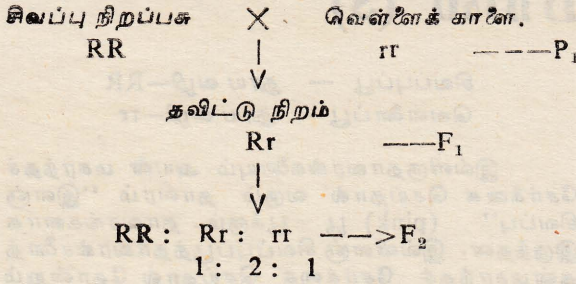 சிவப்பு நிறப்பசு × வெள்ளைக் காளை.
RR | rr ———P₁
தவிட்டு நிறம்
Rr ——F₁
RR : Rr : rr ——>F₂
1 : 2 : 1